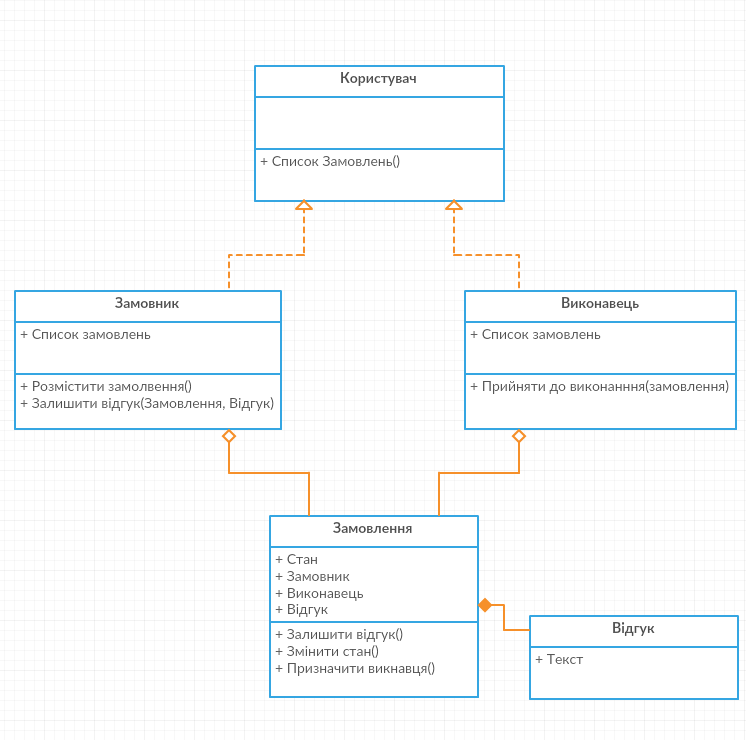 Користувач
+ Список Замовлень()
Замовник
+ Список замовлень
+ Розмістити замолвення()
+ Залишити відгук(Замовлення, Відгук)
Виконавець
+ Список замовлень
+ Прийняти до виконанння(замовлення)
Замовлення
+ Стан
+ Замовник
+ Виконавець
+ Відгук
+ Залишити відгук()
+ Змінити стан()
+ Призначити викнавця()
Відгук
+ Текст